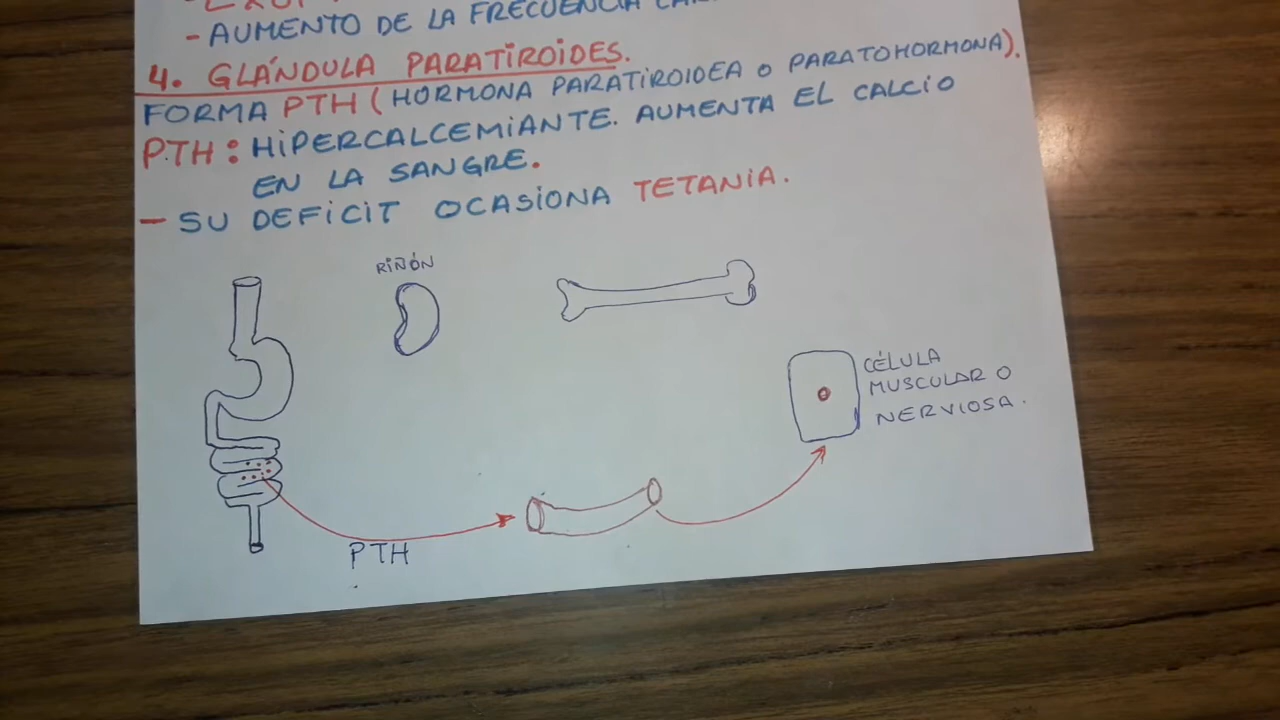 - AUMENTO DE LA FRECUENCIA
4. GLÁNDULA PARATIROIDES.
FORMA PTH (HORMONA PARATIROIDEA O PARATOHORMONA).
PTH: HIPERCALCEMIANTE. AUMENTA EL CALCIO
EN LA SANGRE.
- SU DEFICIT OCASIONA TETANIA.
RIÑÓN
CÉLULA
MUSCULAR O
NERVIOSA.
PTH